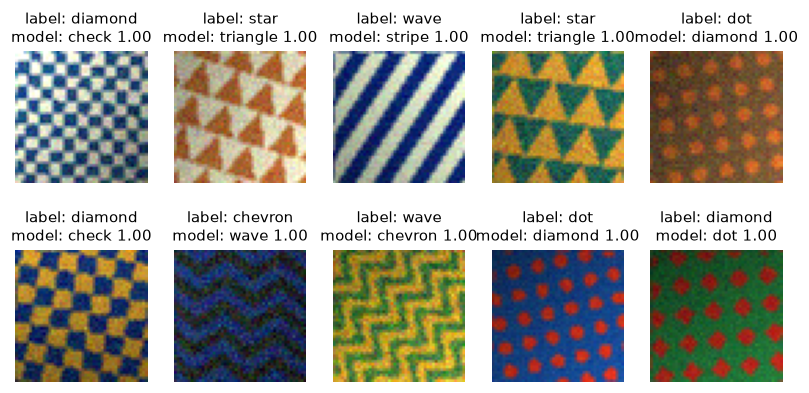 label: diamond
model: check 1.00
label: star
model: triangle 1.00
label: wave
model: stripe 1.00
label: star
model: triangle 1.00
label: dot
model: diamond 1.00
label: diamond
model: check 1.00
label: chevron
model: wave 1.00
label: wave
model: chevron 1.00
label: dot
model: diamond 1.00
label: diamond
model: dot 1.00